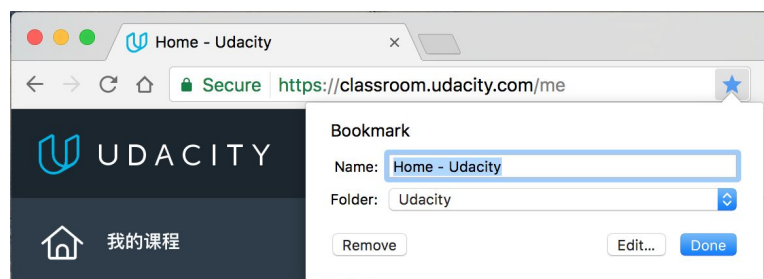 Home - Udacity
Secure https://classroom.udacity.com/me
UDACITY
Bookmark
Name: Home - Udacity
Folder: Udacity
我的课程
Remove Edit... Done